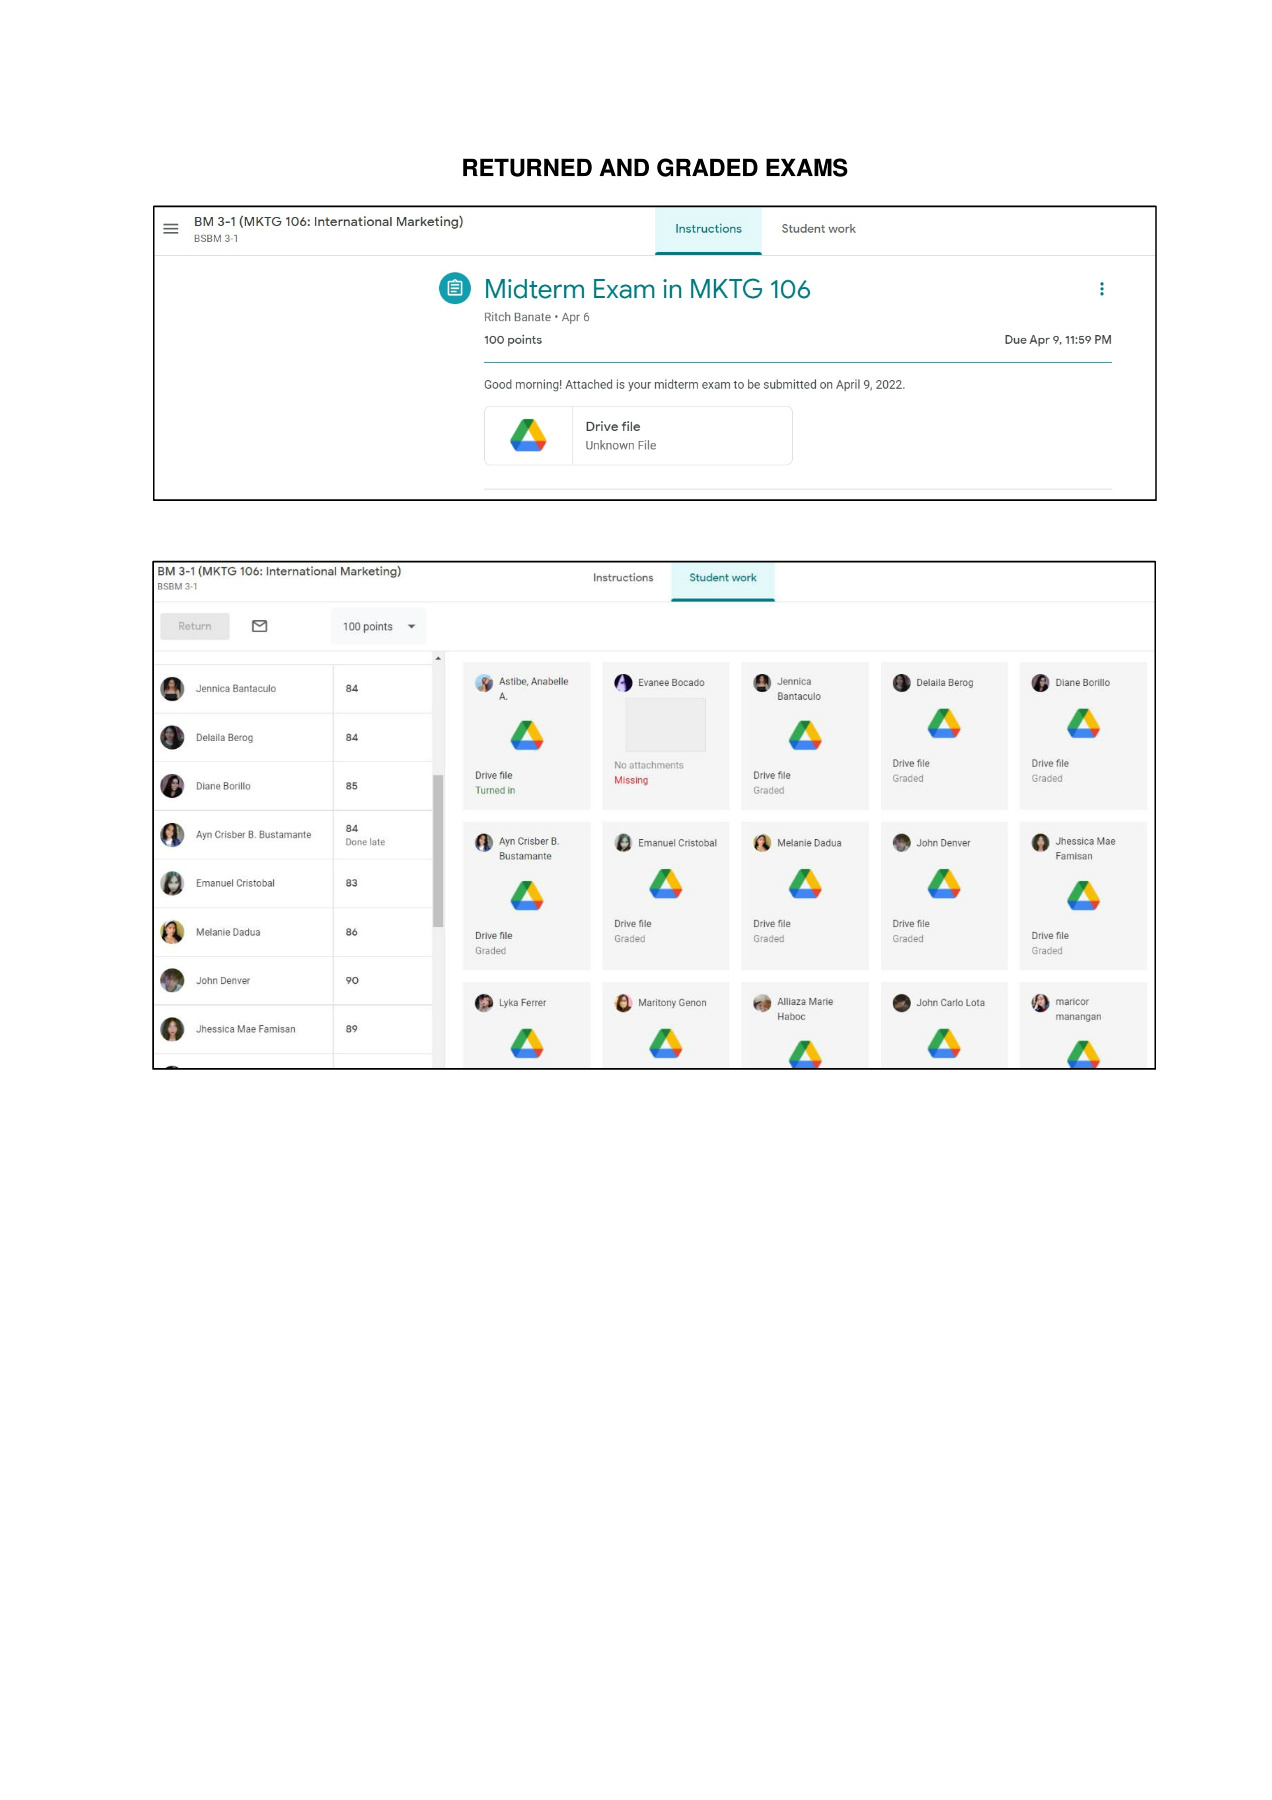 RETURNED AND GRADED EXAMS
BM 3-1 (MKTG 106: International Marketing)
BSBM 3-1
Instructions
Student work
Midterm Exam in MKTG 106
Ritch Banate • Apr 6
100 points
Due Apr 9, 11:59 PM
Good morning! Attached is your midterm exam to be submitted on April 9, 2022.
Drive file
Unknown File
BM 3-1 (MKTG 106: International Marketing)
BSBM 3-1
Instructions
Student work
Return
100 points
Jennica Bantaculo 84
Delaila Berog 84
Diane Borillo 85
Ayn Crisber B. Bustamante 84
Done late
Emanuel Cristobal 83
Melanie Dadua 86
John Denver 90
Jhessica Mae Famisan 89
Astibe, Anabelle
A.
Drive file
Turned in
Evanee Bocado
No attachments
Missing
Jennica
Bantaculo
Drive file
Graded
Delaila Berog
Drive file
Graded
Diane Borillo
Drive file
Graded
Ayn Crisber B.
Bustamante
Drive file
Graded
Emanuel Cristobal
Drive file
Graded
Melanie Dadua
Drive file
Graded
John Denver
Drive file
Graded
Jhessica Mae
Famisan
Drive file
Graded
Lyka Ferrer
Maritony Genon
Alliaza Marie
Haboc
John Carlo Lota
maricor
manangan